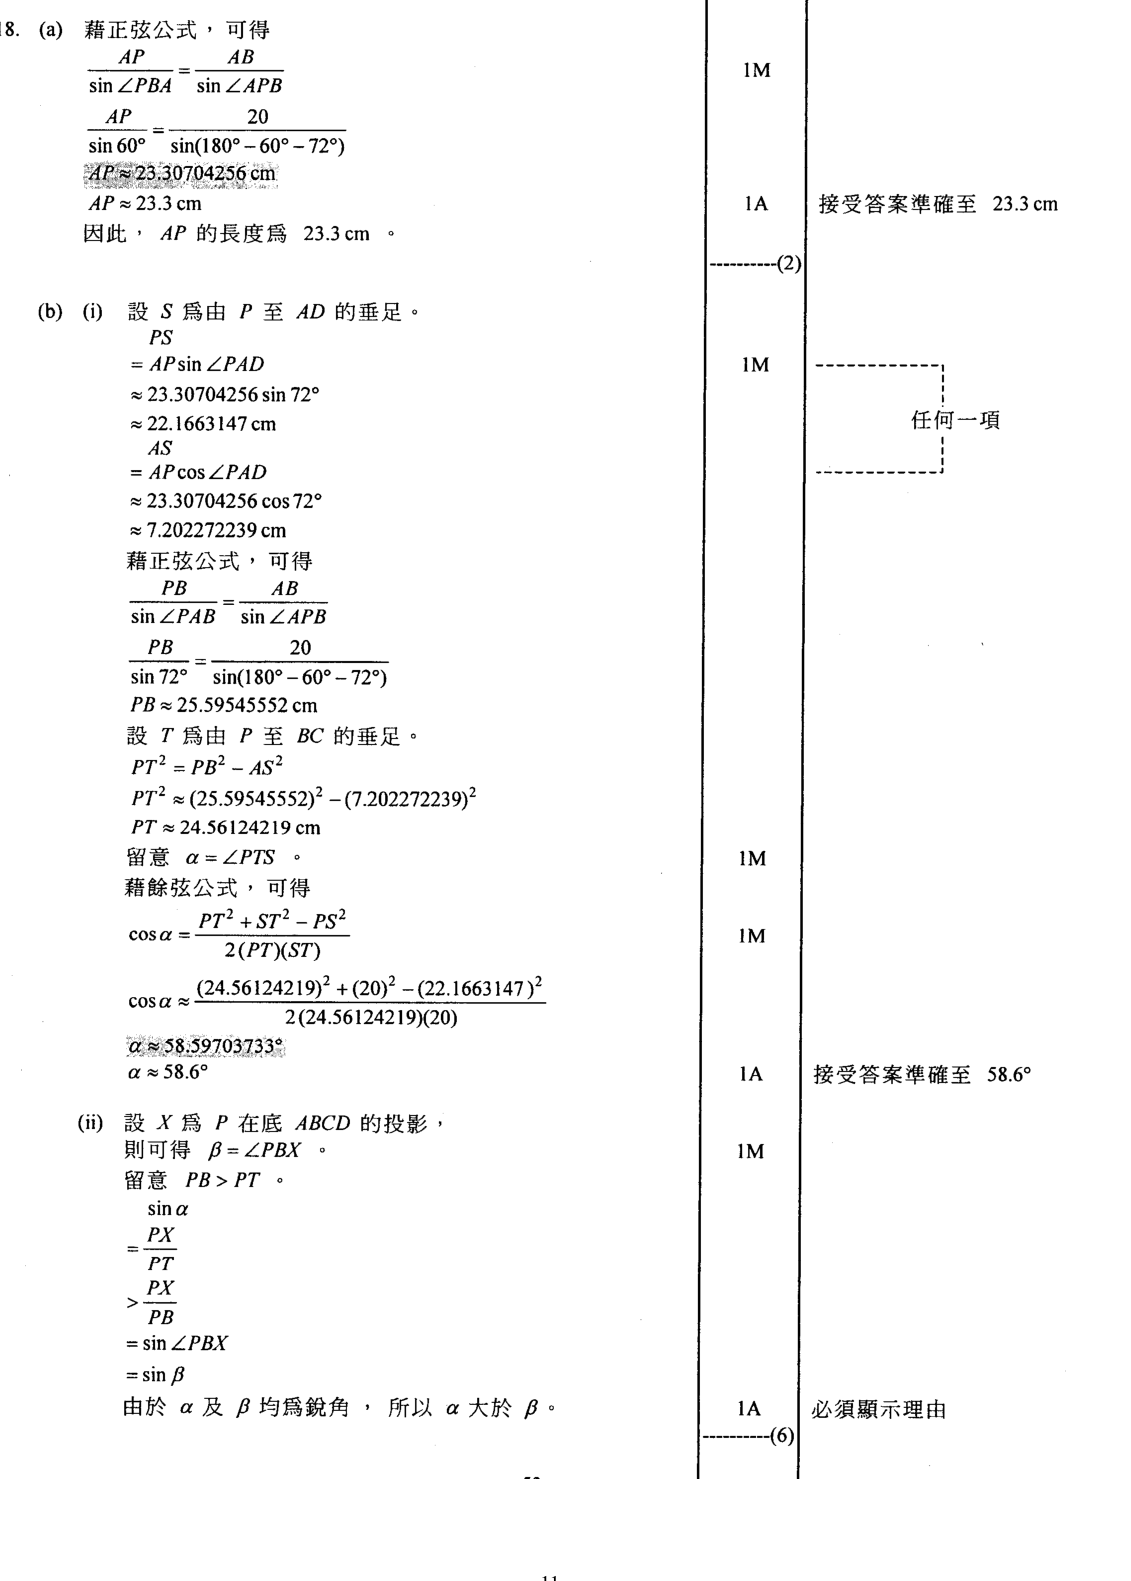 18. (a) 藉正弦公式，可得
AP/sin ∠PBA = AB/sin ∠APB 1M
AP/sin 60° = 20/sin(180° − 60° − 72°)
AP ≈ 23.30704256 cm
AP ≈ 23.3 cm 1A 接受答案準確至 23.3 cm
因此， AP 的長度爲 23.3 cm 。
----------(2)
(b) (i) 設 S 爲由 P 至 AD 的垂足。
PS
= AP sin ∠PAD 1M
≈ 23.30704256 sin 72°
≈ 22.1663147 cm 任何一項
AS
= AP cos ∠PAD
≈ 23.30704256 cos 72°
≈ 7.202272239 cm
藉正弦公式，可得
PB/sin ∠PAB = AB/sin ∠APB
PB/sin 72° = 20/sin(180° − 60° − 72°)
PB ≈ 25.59545552 cm
設 T 爲由 P 至 BC 的垂足。
PT² = PB² − AS²
PT² ≈ (25.59545552)² − (7.202272239)²
PT ≈ 24.56124219 cm
留意 α = ∠PTS 。 1M
藉餘弦公式，可得
cos α = (PT² + ST² − PS²)/(2(PT)(ST)) 1M
cos α ≈ ((24.56124219)² + (20)² − (22.1663147)²)/(2(24.56124219)(20))
α ≈ 58.59703733°
α ≈ 58.6° 1A 接受答案準確至 58.6°
(ii) 設 X 爲 P 在底 ABCD 的投影，
則可得 β = ∠PBX 。 1M
留意 PB > PT 。
sin α
= PX/PT
> PX/PB
= sin ∠PBX
= sin β
由於 α 及 β 均爲銳角， 所以 α 大於 β 。 1A 必須顯示理由
----------(6)